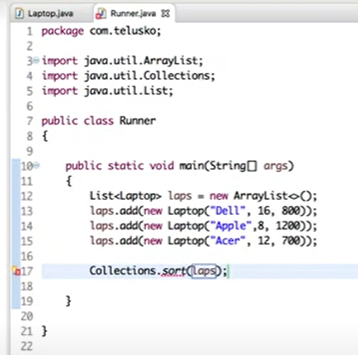 Laptop.java Runner.java
1 package com.telusko;
2
3 import java.util.ArrayList;
4 import java.util.Collections;
5 import java.util.List;
6
7 public class Runner
8 {
9
10 public static void main(String[] args)
11 {
12 List<Laptop> laps = new ArrayList<>();
13 laps.add(new Laptop("Dell", 16, 800));
14 laps.add(new Laptop("Apple",8, 1200));
15 laps.add(new Laptop("Acer", 12, 700));
16
17 Collections.sort(laps);
18
19 }
20
21 }
22